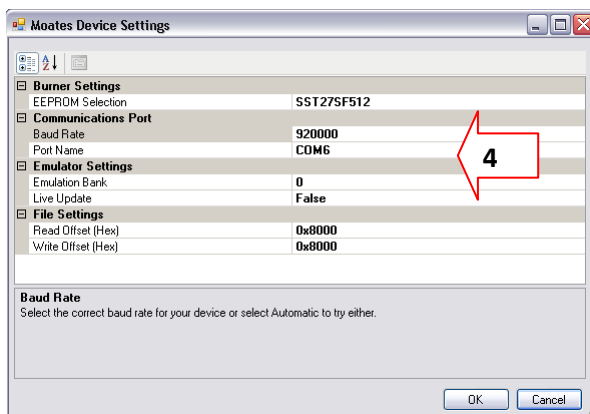 Moates Device Settings
Burner Settings
EEPROM Selection SST27SF512
Communications Port
Baud Rate 920000
Port Name COM6
Emulator Settings
Emulation Bank 0
Live Update False
File Settings
Read Offset (Hex) 0x8000
Write Offset (Hex) 0x8000
4
Baud Rate
Select the correct baud rate for your device or select Automatic to try either.
OK Cancel